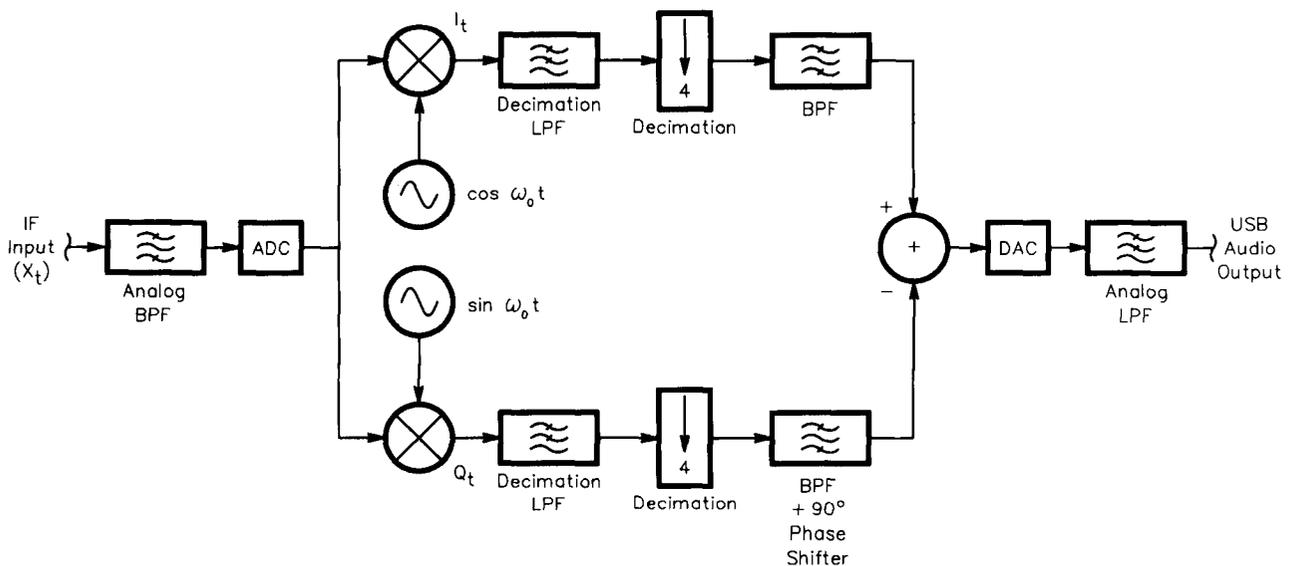 I_t
Decimation
LPF
4
Decimation
BPF
cos ω_o t
IF
Input
(X_t)
Analog
BPF
ADC
sin ω_o t
+
+
−
DAC
Analog
LPF
USB
Audio
Output
Q_t
Decimation
LPF
4
Decimation
BPF
+ 90°
Phase
Shifter